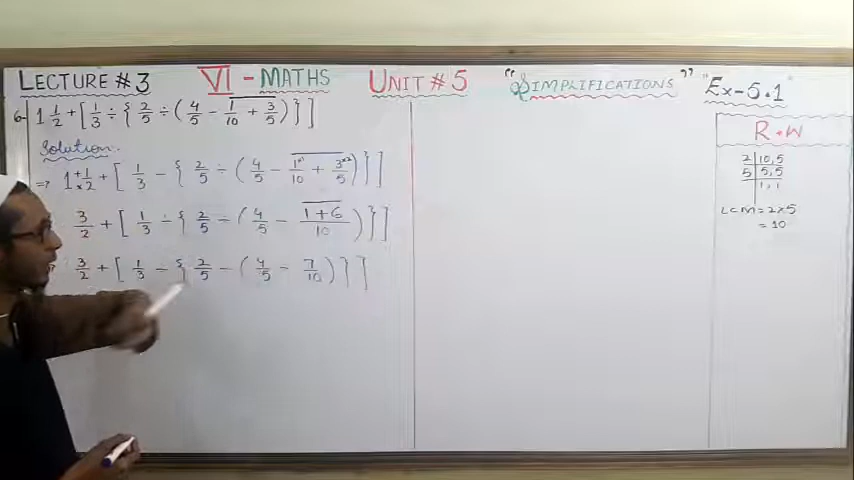 LECTURE #3 VI - MATHS UNIT # 5 "SIMPLIFICATIONS" "Ex-5.1"
6- 1 1/2 + [ 1/3 ÷ { 2/5 ÷ ( 4/5 - 1/10 + 3/5 ) } ]
Solution:
=> 1 +1/×2 + [ 1/3 - { 2/5 ÷ ( 4/5 - 1×1/10 + 3×2/5 ) } ]
3/2 + [ 1/3 - { 2/5 ÷ ( 4/5 - 1+6/10 ) } ]
3/2 + [ 1/3 - { 2/5 - ( 4/5 - 7/10 ) } ]
R.W
2 | 10,5
5 | 5,5
1,1
LCM = 2×5
= 10